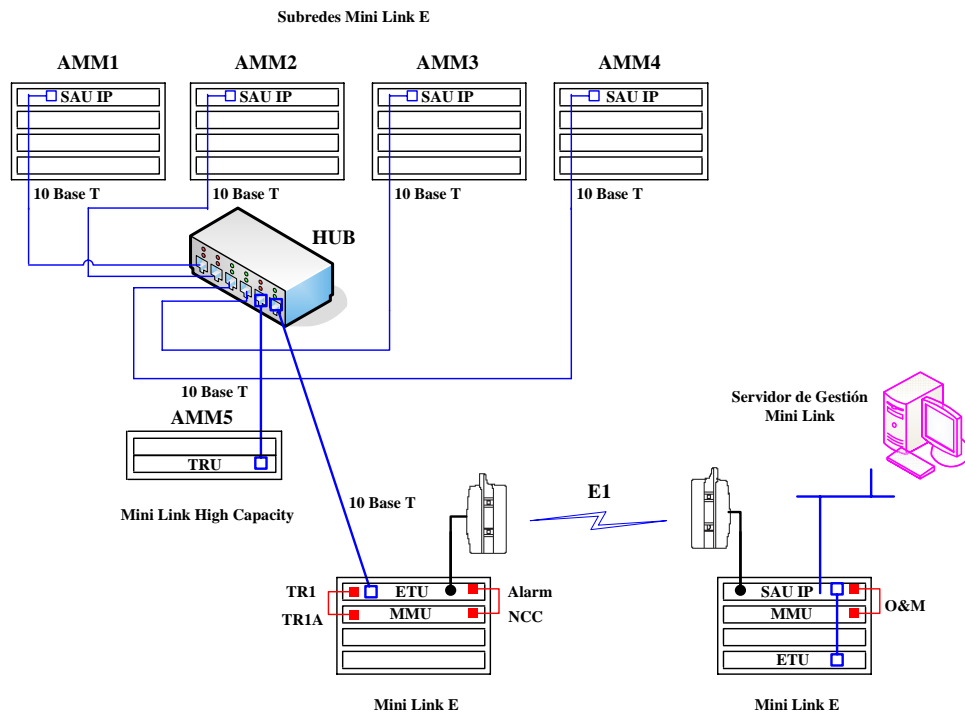 Subredes Mini Link E
AMM1
AMM2
AMM3
AMM4
SAU IP
SAU IP
SAU IP
SAU IP
10 Base T
10 Base T
10 Base T
10 Base T
HUB
10 Base T
AMM5
TRU
Mini Link High Capacity
10 Base T
E1
Servidor de Gestión
Mini Link
TR1
ETU
Alarm
TR1A
MMU
NCC
SAU IP
MMU
O&M
ETU
Mini Link E
Mini Link E